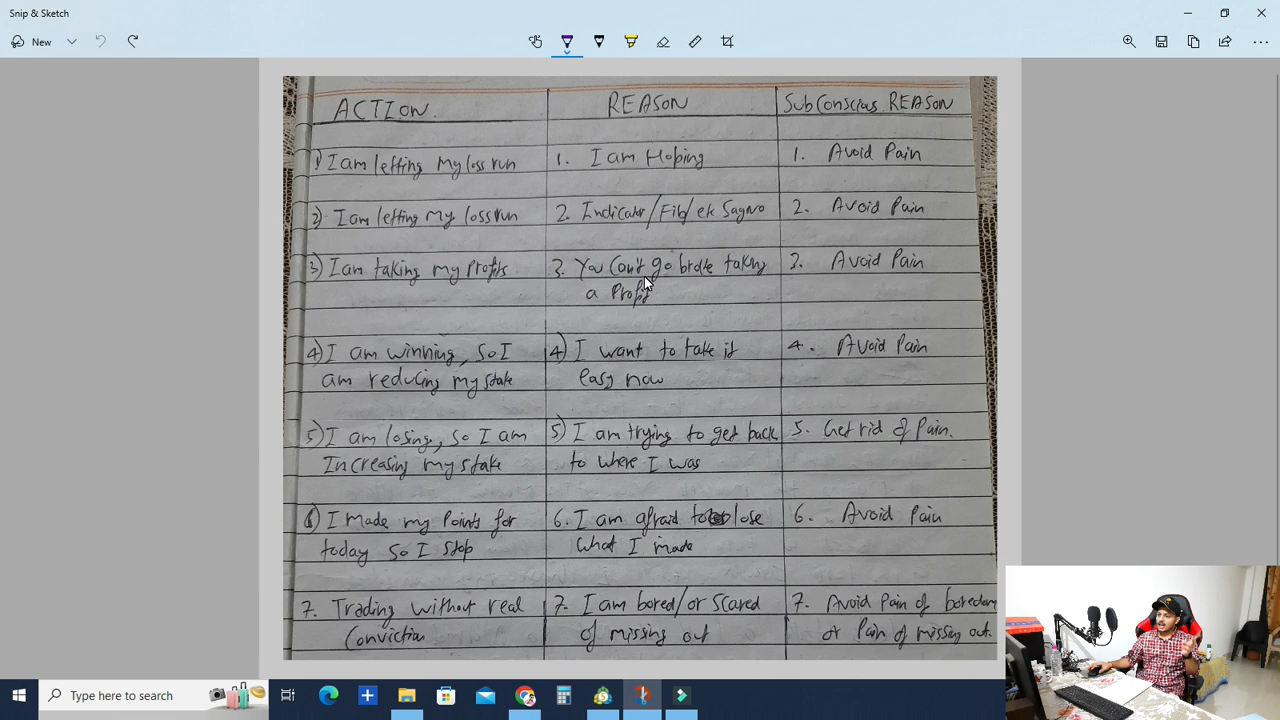 Snip & Sketch
New
ACTION REASON SubConscious REASON
1) I am letting My loss run 1. I am Hoping 1. Avoid Pain
2) I am letting my loss run 2. Indicator/Fib/ek Sagno 2. Avoid Pain
3) I am taking my Profits 3. You Can't go broke taking 3. Avoid Pain
a Profit
4) I am winning, So I 4) I want to take it 4. Avoid Pain
am reducing my stake easy now
5) I am losing, so I am 5) I am trying to get back 5. Get rid of Pain.
Increasing my stake to where I was
6) I made my Points for 6. I am afraid to lose 6. Avoid Pain
today So I stop what I made
7. Trading without real 7. I am bored/or Scared 7. Avoid Pain of boredom
Conviction of missing out or Pain of missing out.
Type here to search